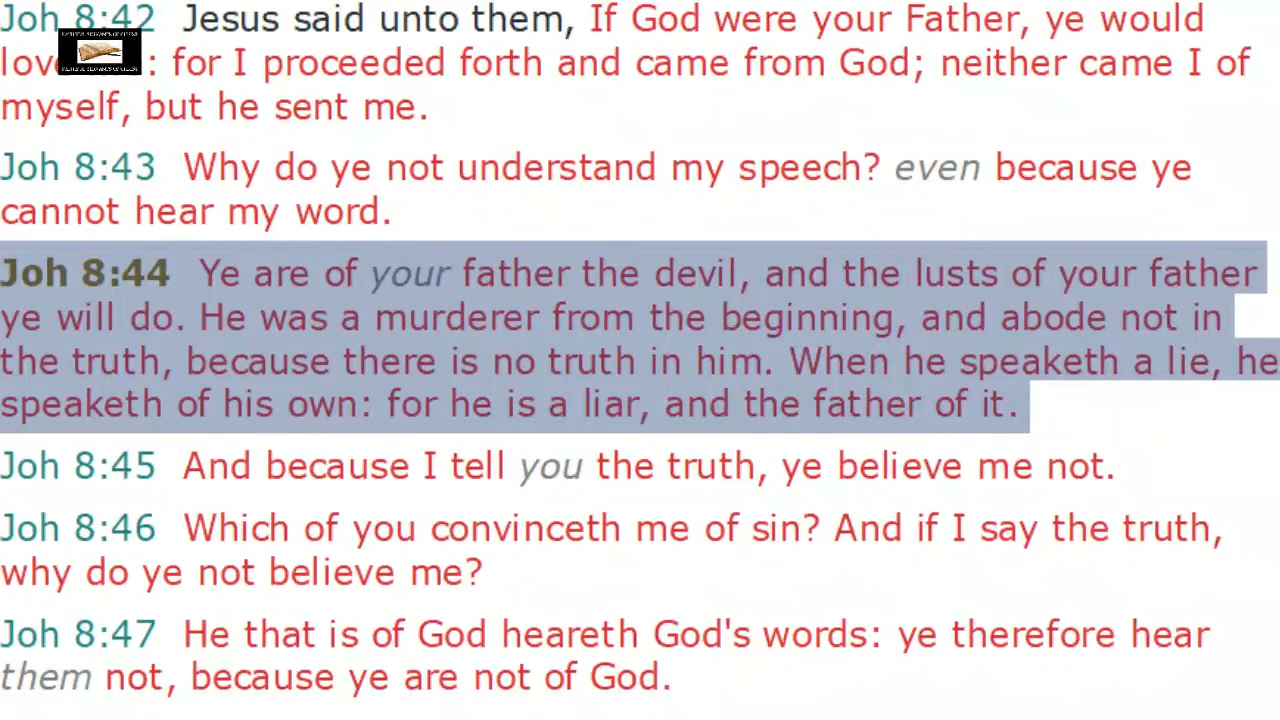 Joh 8:42 Jesus said unto them, If God were your Father, ye would
love : for I proceeded forth and came from God; neither came I of
myself, but he sent me.
Joh 8:43 Why do ye not understand my speech? even because ye
cannot hear my word.
Joh 8:44 Ye are of your father the devil, and the lusts of your father
ye will do. He was a murderer from the beginning, and abode not in
the truth, because there is no truth in him. When he speaketh a lie, he
speaketh of his own: for he is a liar, and the father of it.
Joh 8:45 And because I tell you the truth, ye believe me not.
Joh 8:46 Which of you convinceth me of sin? And if I say the truth,
why do ye not believe me?
Joh 8:47 He that is of God heareth God's words: ye therefore hear
them not, because ye are not of God.